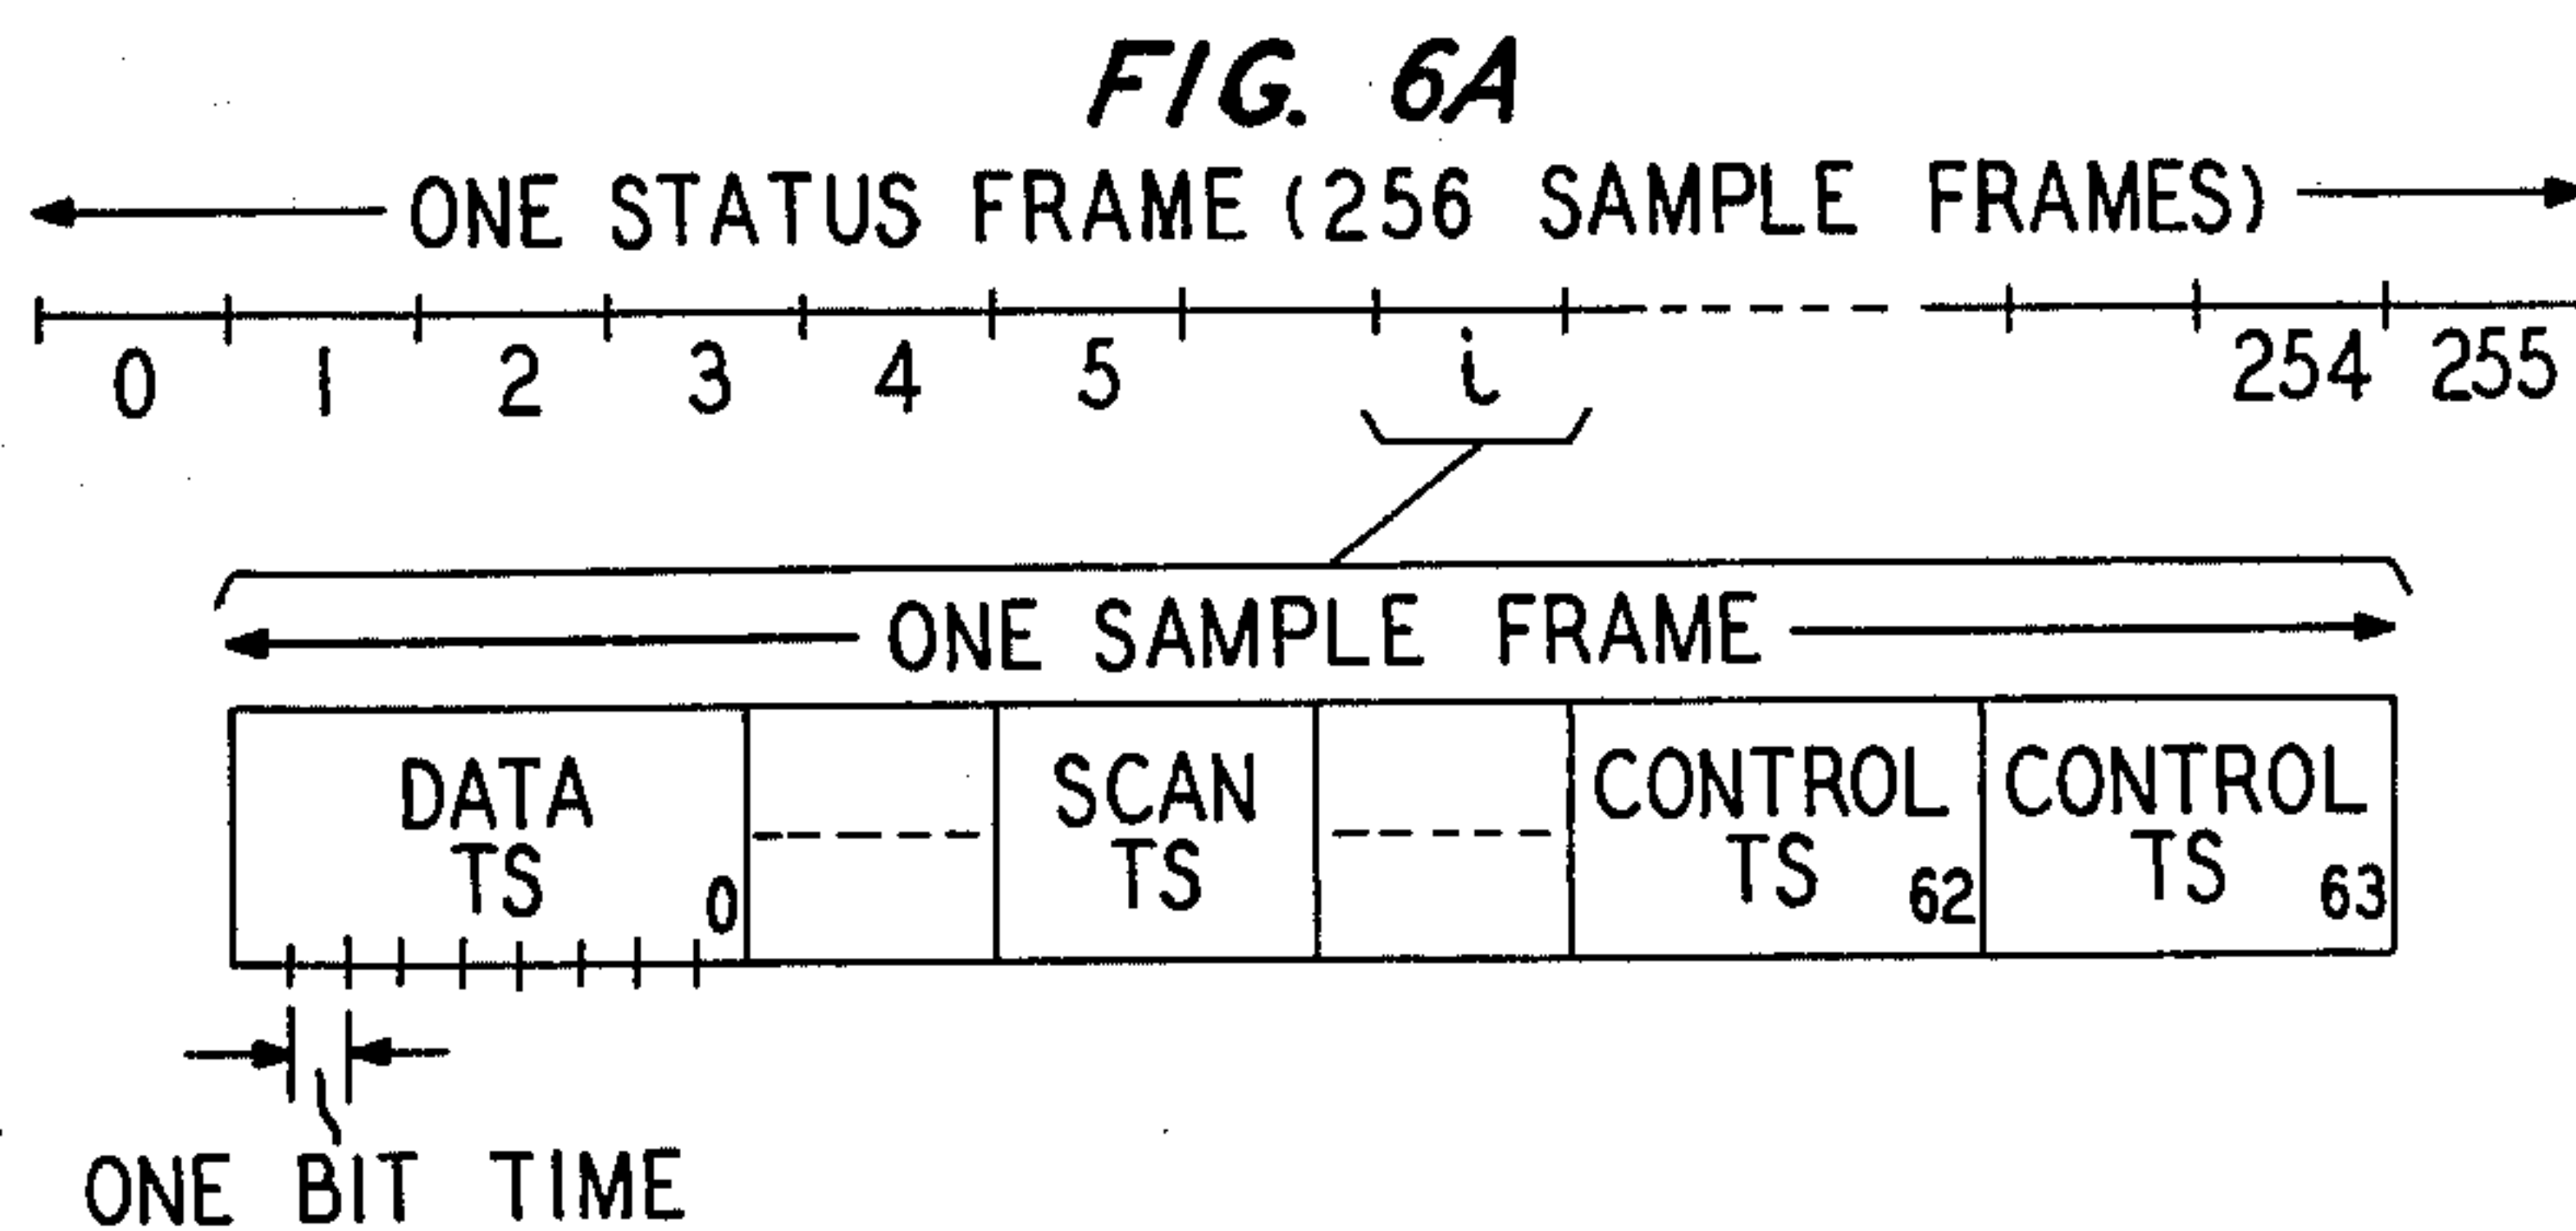 FIG. 6A
ONE STATUS FRAME (256 SAMPLE FRAMES)
0 1 2 3 4 5 i 254 255
ONE SAMPLE FRAME
DATA TS 0
SCAN TS
CONTROL TS 62
CONTROL TS 63
ONE BIT TIME